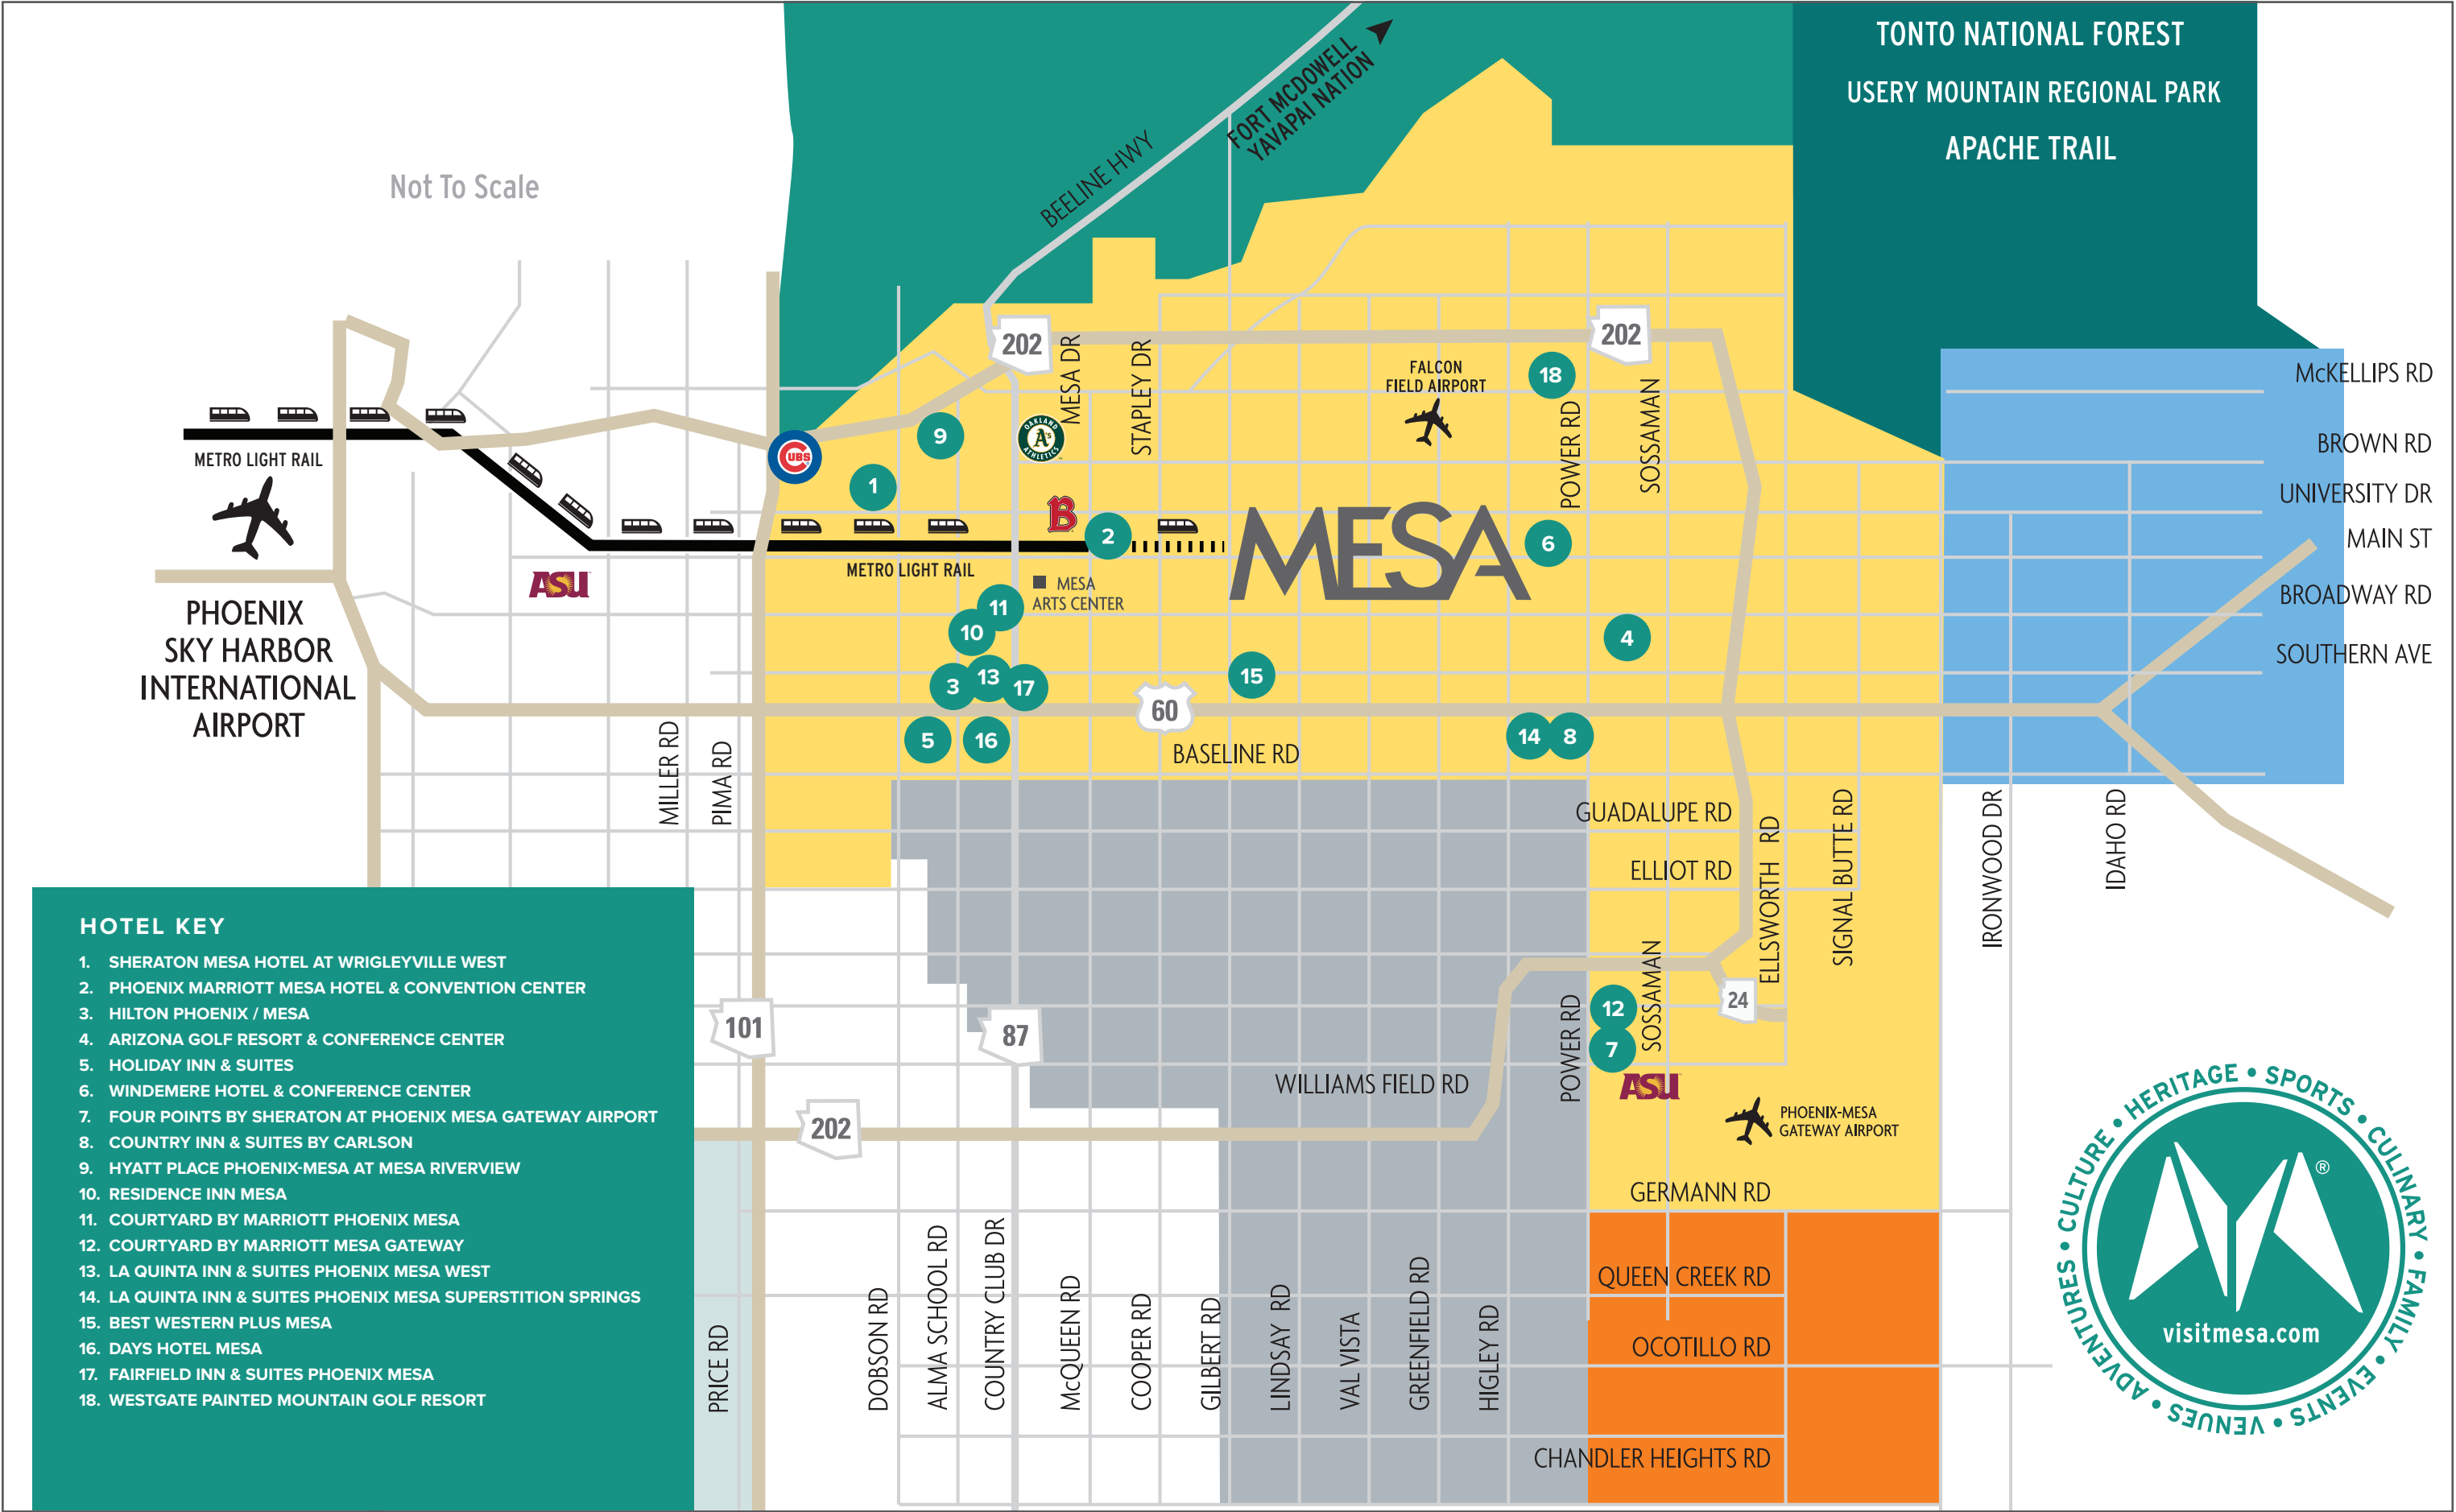 TONTO NATIONAL FOREST
USERY MOUNTAIN REGIONAL PARK
APACHE TRAIL
FORT MCDOWELL
YAVAPAI NATION
BEELINE HWY
Not To Scale
202
202
MESA DR
STAPLEY DR
FALCON
FIELD AIRPORT
18
POWER RD
SOSSAMAN
McKELLIPS RD
BROWN RD
UNIVERSITY DR
MAIN ST
BROADWAY RD
SOUTHERN AVE
METRO LIGHT RAIL
CUBS
9
OAKLAND
A's
ATHLETICS
1
B
2
MESA
6
METRO LIGHT RAIL
ASU
MESA
ARTS CENTER
11
10
4
PHOENIX
SKY HARBOR
INTERNATIONAL
AIRPORT
3
13
17
15
60
5
16
14
8
BASELINE RD
MILLER RD
PIMA RD
GUADALUPE RD
ELLIOT RD
ELLSWORTH RD
SIGNAL BUTTE RD
IRONWOOD DR
IDAHO RD
HOTEL KEY
1. SHERATON MESA HOTEL AT WRIGLEYVILLE WEST
2. PHOENIX MARRIOTT MESA HOTEL & CONVENTION CENTER
3. HILTON PHOENIX / MESA
4. ARIZONA GOLF RESORT & CONFERENCE CENTER
5. HOLIDAY INN & SUITES
6. WINDEMERE HOTEL & CONFERENCE CENTER
7. FOUR POINTS BY SHERATON AT PHOENIX MESA GATEWAY AIRPORT
8. COUNTRY INN & SUITES BY CARLSON
9. HYATT PLACE PHOENIX-MESA AT MESA RIVERVIEW
10. RESIDENCE INN MESA
11. COURTYARD BY MARRIOTT PHOENIX MESA
12. COURTYARD BY MARRIOTT MESA GATEWAY
13. LA QUINTA INN & SUITES PHOENIX MESA WEST
14. LA QUINTA INN & SUITES PHOENIX MESA SUPERSTITION SPRINGS
15. BEST WESTERN PLUS MESA
16. DAYS HOTEL MESA
17. FAIRFIELD INN & SUITES PHOENIX MESA
18. WESTGATE PAINTED MOUNTAIN GOLF RESORT
101
87
202
24
12
7
SOSSAMAN
POWER RD
WILLIAMS FIELD RD
ASU
PHOENIX-MESA
GATEWAY AIRPORT
GERMANN RD
QUEEN CREEK RD
OCOTILLO RD
CHANDLER HEIGHTS RD
PRICE RD
DOBSON RD
ALMA SCHOOL RD
COUNTRY CLUB DR
McQUEEN RD
COOPER RD
GILBERT RD
LINDSAY RD
VAL VISTA
GREENFIELD RD
HIGLEY RD
CULTURE • HERITAGE • SPORTS • CULINARY • FAMILY • EVENTS • VENUES • ADVENTURES •
®
visitmesa.com